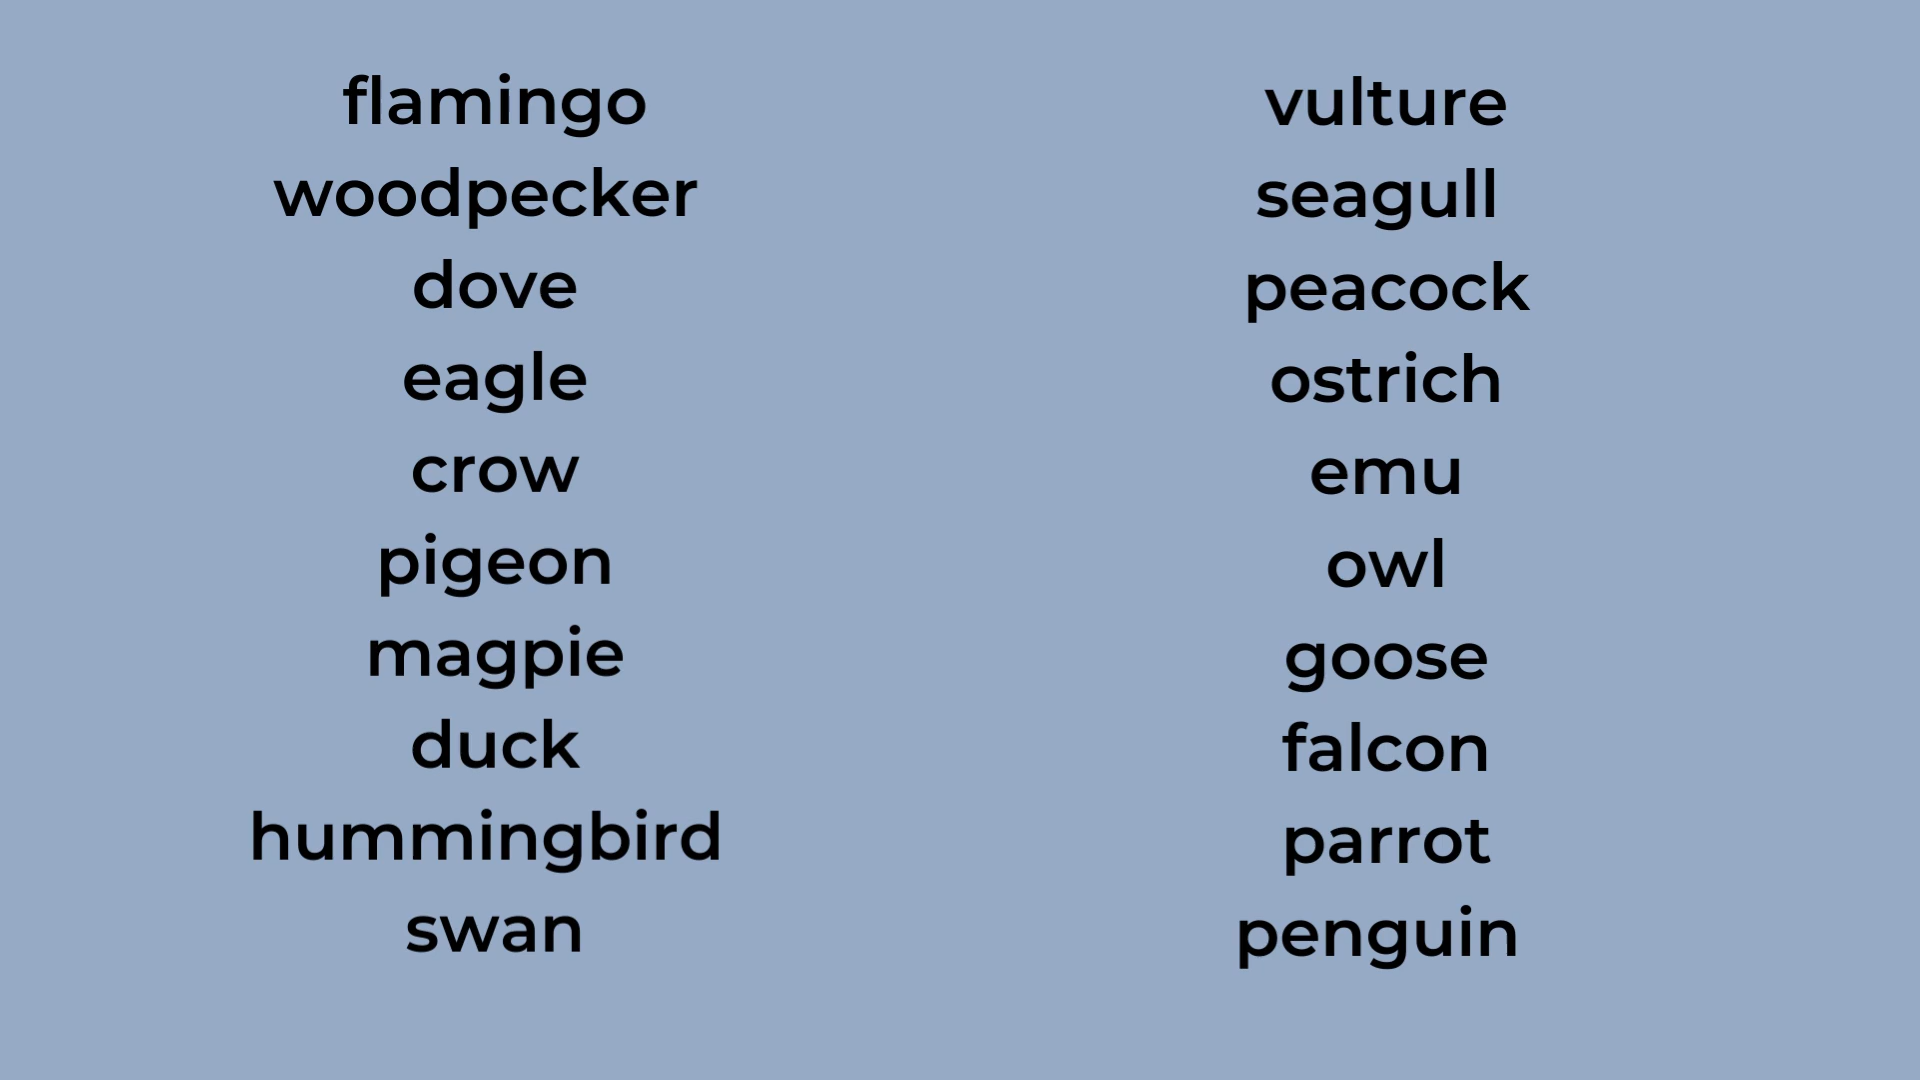 flamingo
woodpecker
dove
eagle
crow
pigeon
magpie
duck
hummingbird
swan
vulture
seagull
peacock
ostrich
emu
owl
goose
falcon
parrot
penguin